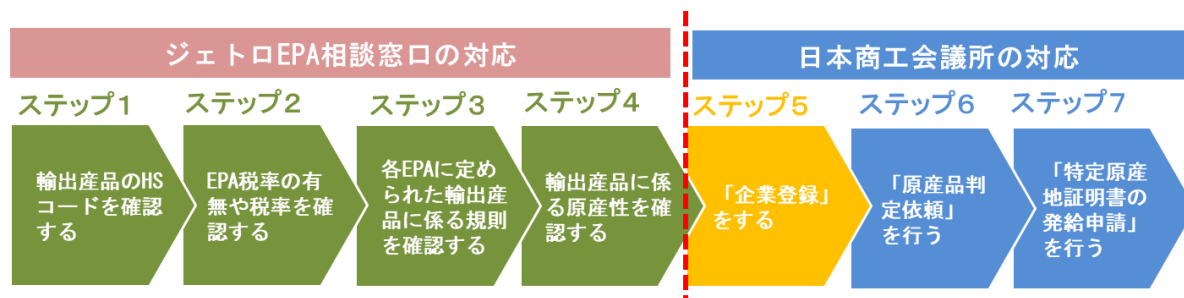 ジェトロEPA相談窓口の対応
日本商工会議所の対応
ステップ1
ステップ2
ステップ3
ステップ4
ステップ5
ステップ6
ステップ7
輸出産品のHS
コードを確認
する
EPA税率の有
無や税率を確
認する
各EPAに定め
られた輸出産
品に係る規則
を確認する
輸出産品に係
る原産性を確
認する
「企業登録」
をする
「原産品判
定依頼」
を行う
「特定原産
地証明書の
発給申請」
を行う